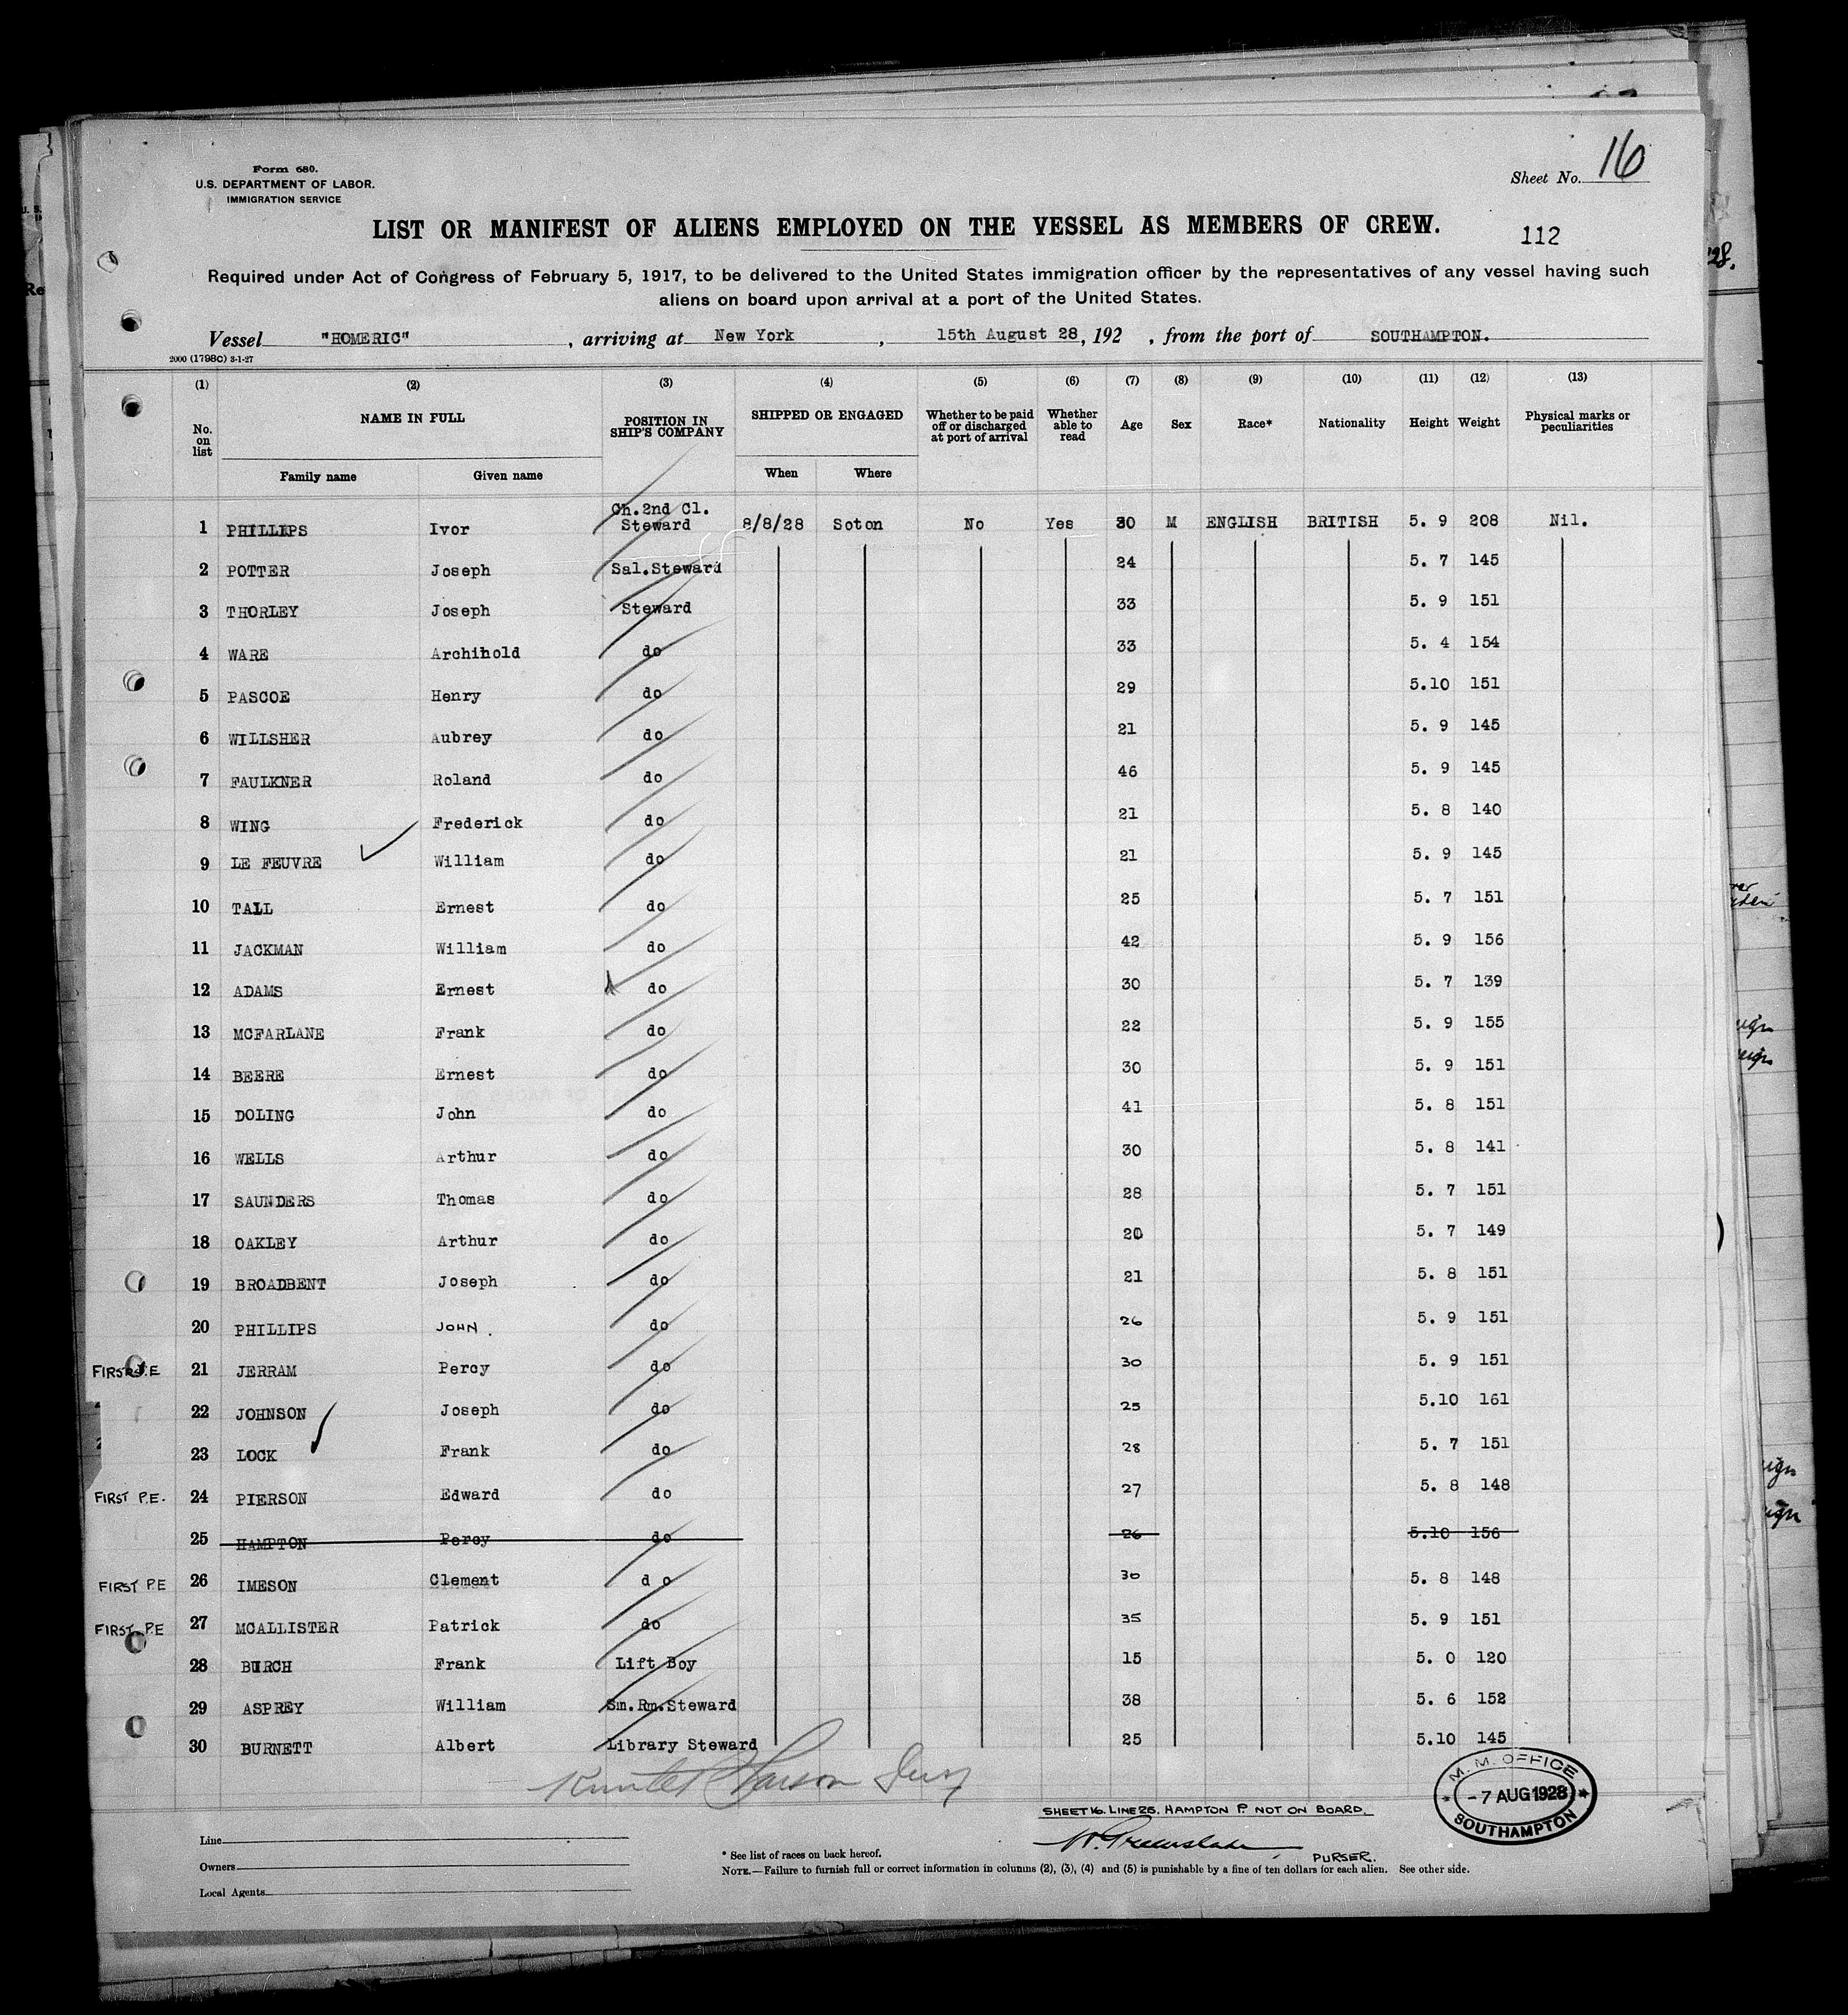 Form 680.
U.S. DEPARTMENT OF LABOR.
IMMIGRATION SERVICE
Sheet No. 16
LIST OR MANIFEST OF ALIENS EMPLOYED ON THE VESSEL AS MEMBERS OF CREW.
112
Required under Act of Congress of February 5, 1917, to be delivered to the United States immigration officer by the representatives of any vessel having such
aliens on board upon arrival at a port of the United States.
Vessel "HOMERIC", arriving at New York, 15th August 28, 192 , from the port of SOUTHAMPTON.
2000 (1798C) 3-1-27
(1) (2) (3) (4) (5) (6) (7) (8) (9) (10) (11) (12) (13)
No. on list NAME IN FULL POSITION IN SHIP'S COMPANY SHIPPED OR ENGAGED Whether to be paid off or discharged at port of arrival Whether able to read Age Sex Race* Nationality Height Weight Physical marks or peculiarities
Family name Given name When Where
1 PHILLIPS Ivor Ch.2nd Cl. Steward 8/8/28 Soton No Yes 30 M ENGLISH BRITISH 5. 9 208 Nil.
2 POTTER Joseph Sal.Steward 24 5. 7 145
3 THORLEY Joseph Steward 33 5. 9 151
4 WARE Archibold do 33 5. 4 154
5 PASCOE Henry do 29 5.10 151
6 WILLSHER Aubrey do 21 5. 9 145
7 FAULKNER Roland do 46 5. 9 145
8 WING Frederick do 21 5. 8 140
9 LE FEUVRE William do 21 5. 9 145
10 TALL Ernest do 25 5. 7 151
11 JACKMAN William do 42 5. 9 156
12 ADAMS Ernest do 30 5. 7 139
13 MCFARLANE Frank do 22 5. 9 155
14 BEERE Ernest do 30 5. 9 151
15 DOLING John do 41 5. 8 151
16 WELLS Arthur do 30 5. 8 141
17 SAUNDERS Thomas do 28 5. 7 151
18 OAKLEY Arthur do 20 5. 7 149
19 BROADBENT Joseph do 21 5. 8 151
20 PHILLIPS JOHN. do 26 5. 9 151
FIRST P.E 21 JERRAM Percy do 30 5. 9 151
22 JOHNSON Joseph do 25 5.10 161
23 LOCK Frank do 28 5. 7 151
FIRST P.E. 24 PIERSON Edward do 27 5. 8 148
25 HAMPTON Percy do 26 5.10 156
FIRST P.E 26 IMESON Clement d o 30 5. 8 148
FIRST P.E 27 MCALLISTER Patrick do 35 5. 9 151
28 BURCH Frank Lift Boy 15 5. 0 120
29 ASPREY William Sm.Rm.Steward 38 5. 6 152
30 BURNETT Albert Library Steward 25 5.10 145
M. M. OFFICE
- 7 AUG 1928
SOUTHAMPTON
SHEET 16. LINE 25. HAMPTON P. NOT ON BOARD.
PURSER.
Line
Owners
Local Agents
* See list of races on back hereof.
NOTE.—Failure to furnish full or correct information in columns (2), (3), (4) and (5) is punishable by a fine of ten dollars for each alien. See other side.